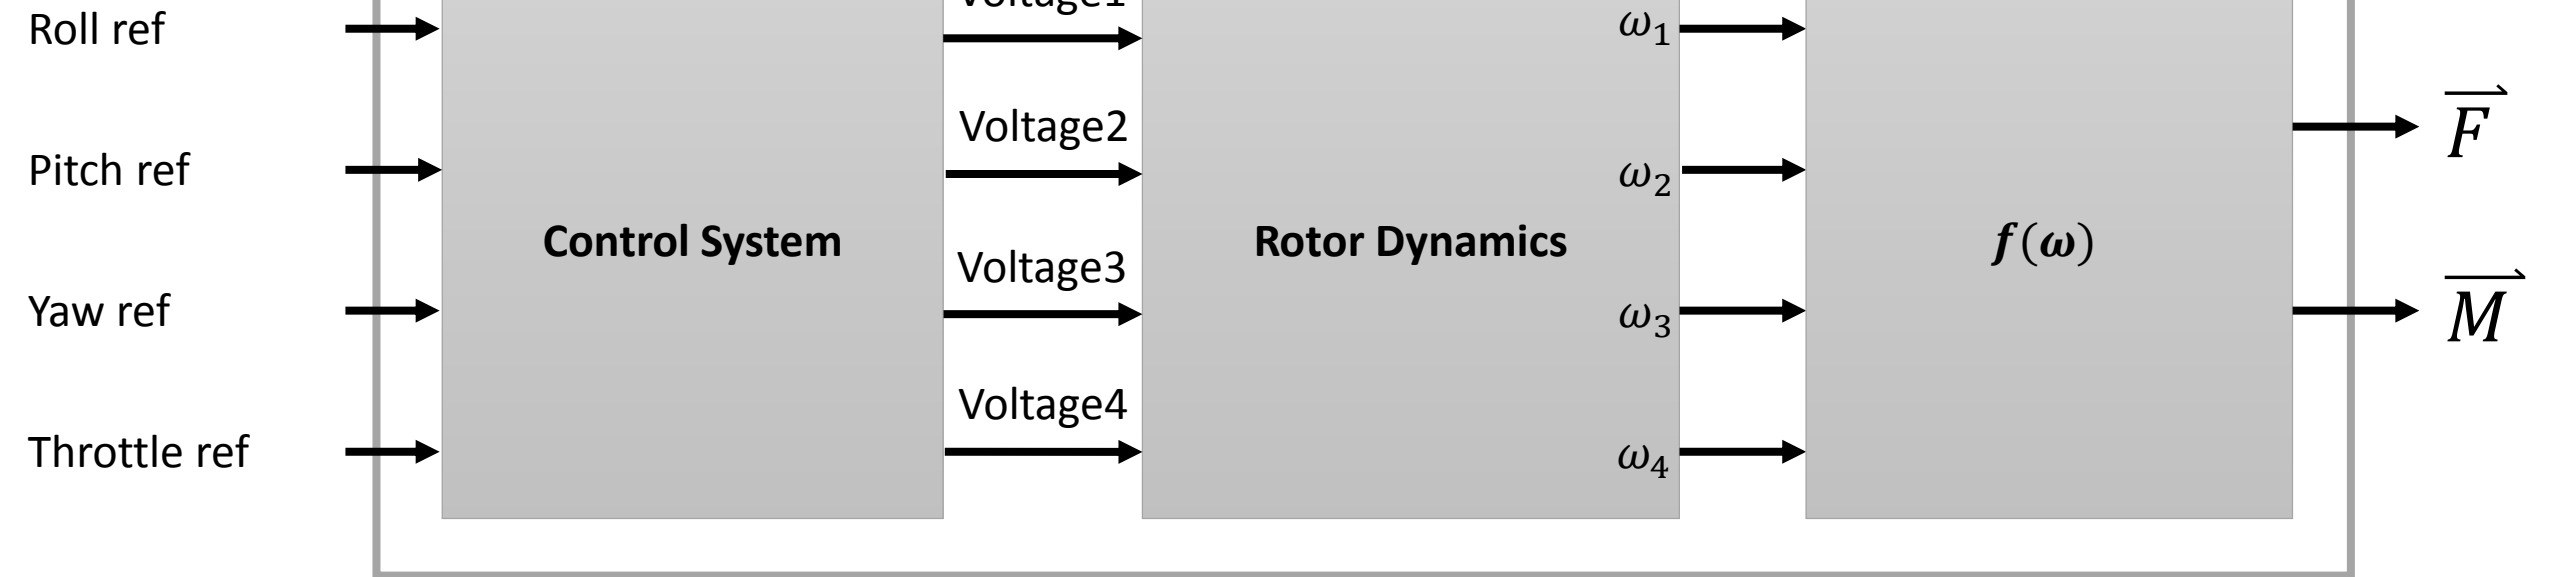 Roll ref
Pitch ref
Yaw ref
Throttle ref
Control System
Voltage1
Voltage2
Voltage3
Voltage4
Rotor Dynamics
ω₁
ω₂
ω₃
ω₄
f(ω)
F⃗
M⃗